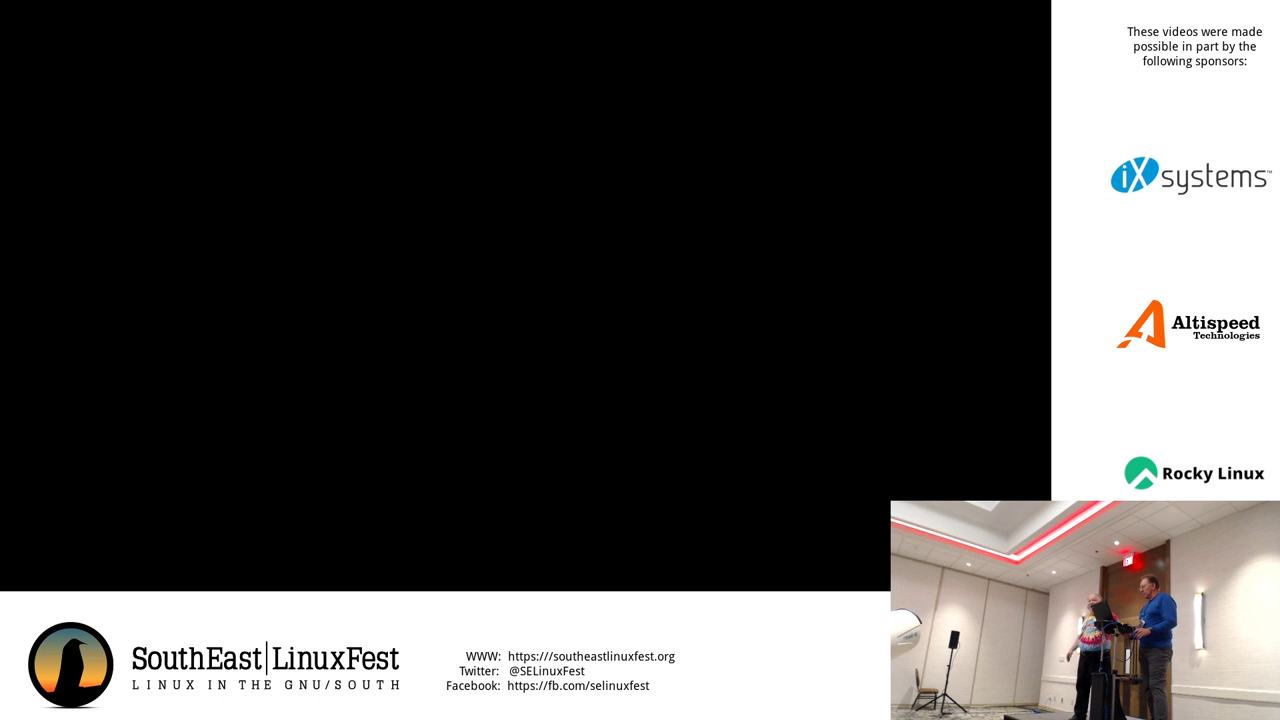 These videos were made
possible in part by the
following sponsors:
iX systems™
Altispeed
Technologies
Rocky Linux
SouthEast|LinuxFest
LINUX IN THE GNU/SOUTH
WWW: https:///southeastlinuxfest.org
Twitter: @SELinuxFest
Facebook: https://fb.com/selinuxfest